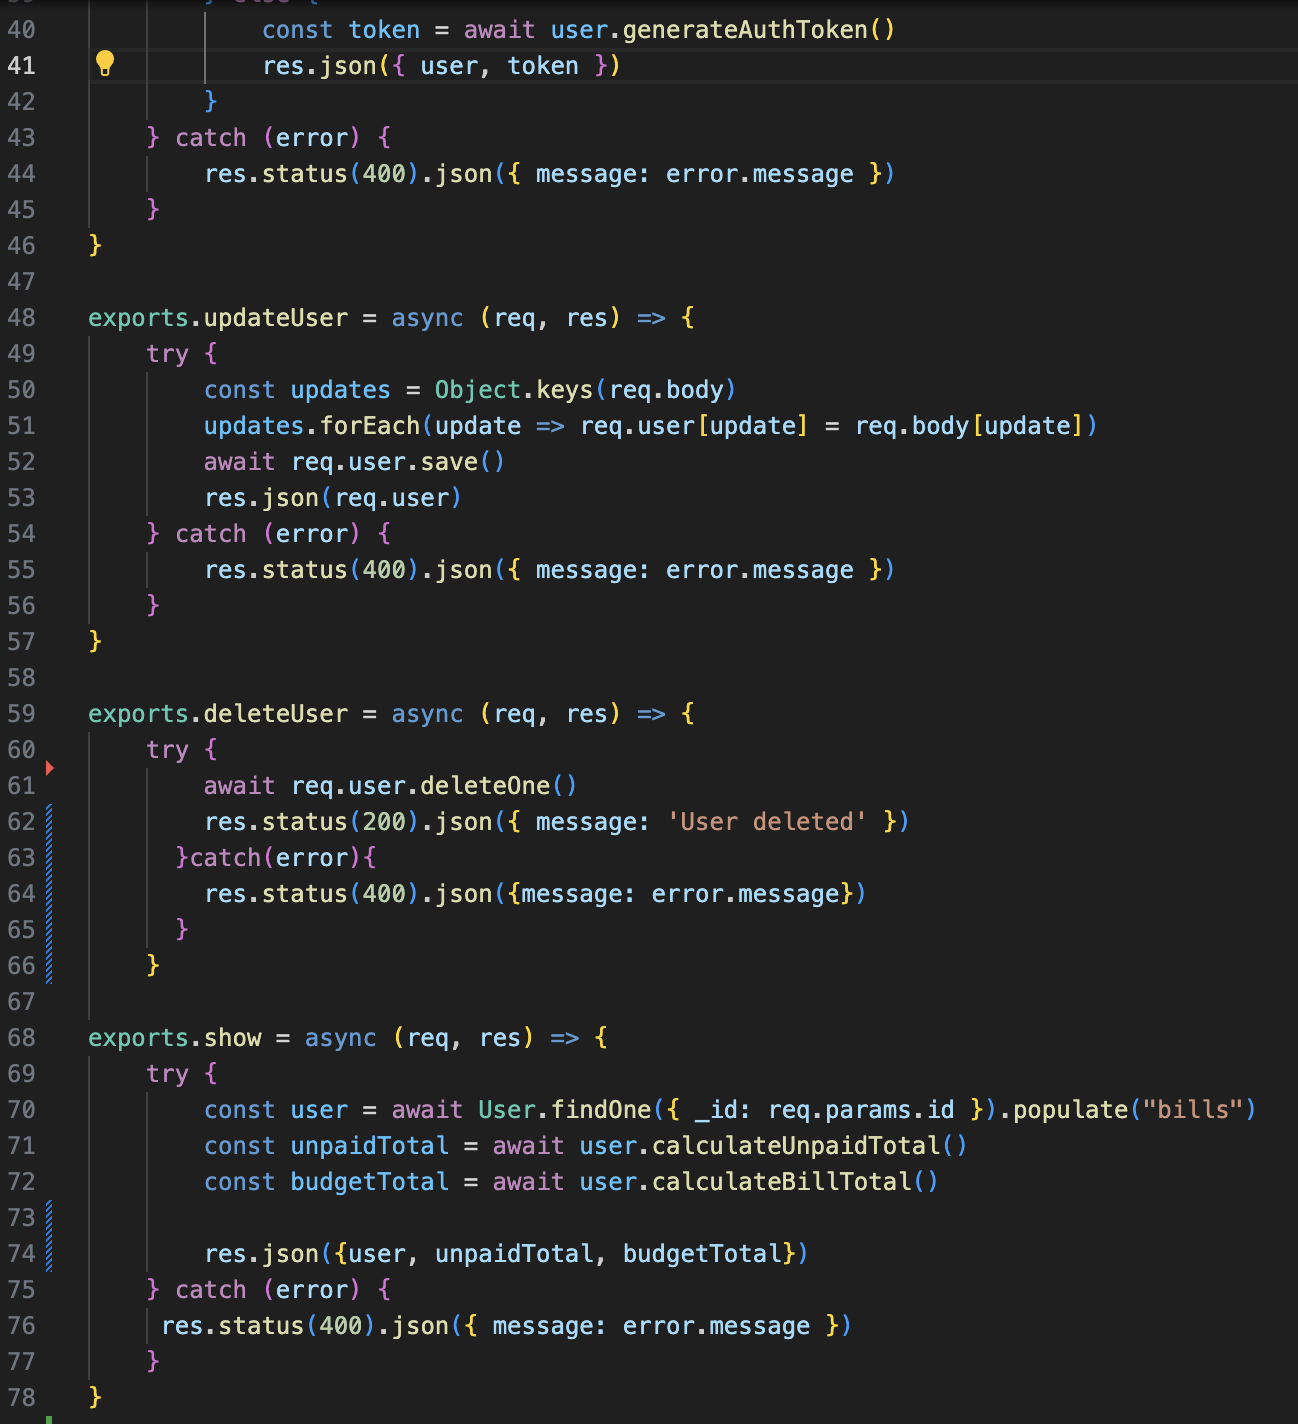 40 const token = await user.generateAuthToken()
41 res.json({ user, token })
42 }
43 } catch (error) {
44 res.status(400).json({ message: error.message })
45 }
46 }
47
48 exports.updateUser = async (req, res) => {
49 try {
50 const updates = Object.keys(req.body)
51 updates.forEach(update => req.user[update] = req.body[update])
52 await req.user.save()
53 res.json(req.user)
54 } catch (error) {
55 res.status(400).json({ message: error.message })
56 }
57 }
58
59 exports.deleteUser = async (req, res) => {
60 try {
61 await req.user.deleteOne()
62 res.status(200).json({ message: 'User deleted' })
63 }catch(error){
64 res.status(400).json({message: error.message})
65 }
66 }
67
68 exports.show = async (req, res) => {
69 try {
70 const user = await User.findOne({ _id: req.params.id }).populate("bills")
71 const unpaidTotal = await user.calculateUnpaidTotal()
72 const budgetTotal = await user.calculateBillTotal()
73
74 res.json({user, unpaidTotal, budgetTotal})
75 } catch (error) {
76 res.status(400).json({ message: error.message })
77 }
78 }